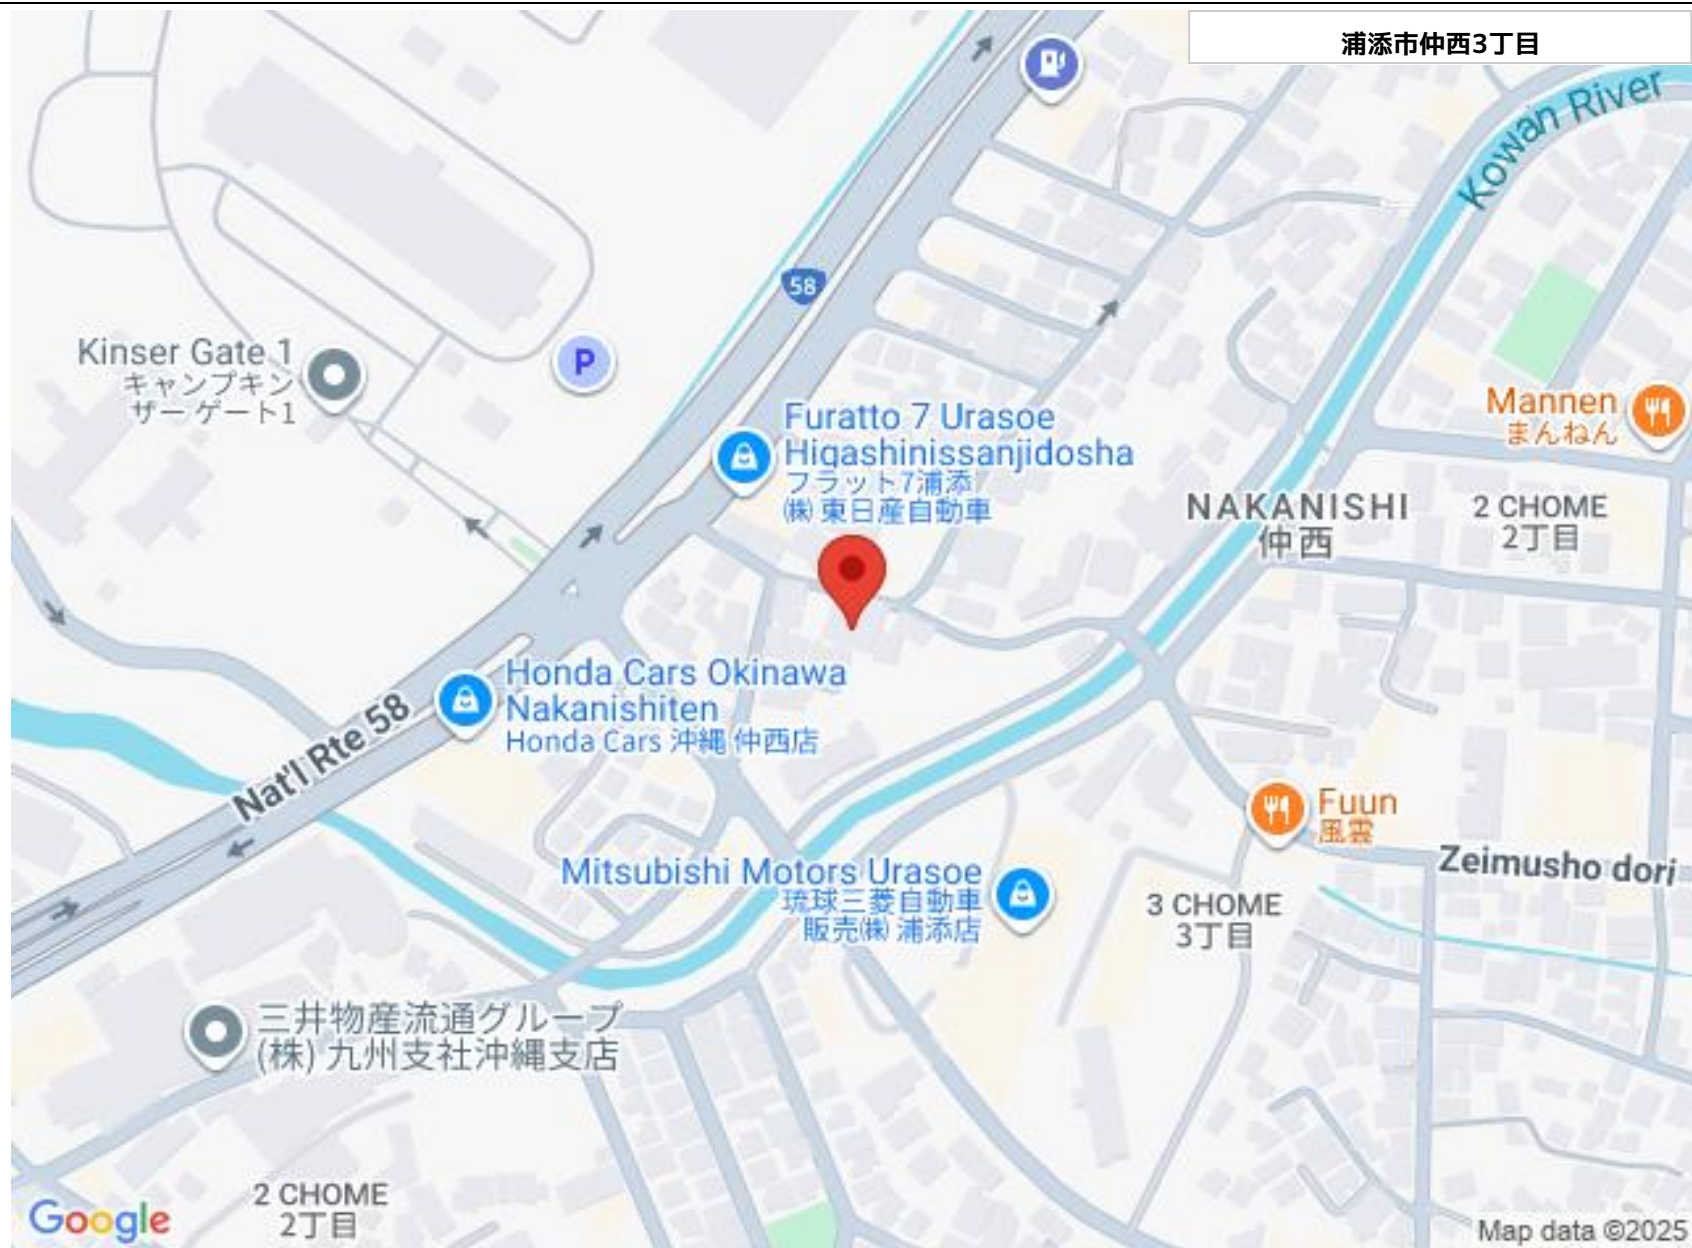 浦添市仲西3丁目
Kowan River
58
Kinser Gate 1
キャンプキン
ザー ゲート1
P
Furatto 7 Urasoe
Higashinissanjidosha
フラット7浦添
㈱ 東日産自動車
Mannen
まんねん
NAKANISHI
仲西
2 CHOME
2丁目
Honda Cars Okinawa
Nakanishiten
Honda Cars 沖縄 仲西店
Nat'l Rte 58
Fuun
風雲
Zeimusho dori
Mitsubishi Motors Urasoe
琉球三菱自動車
販売㈱ 浦添店
3 CHOME
3丁目
三井物産流通グループ
(株) 九州支社沖縄支店
2 CHOME
2丁目
Google
Map data ©2025